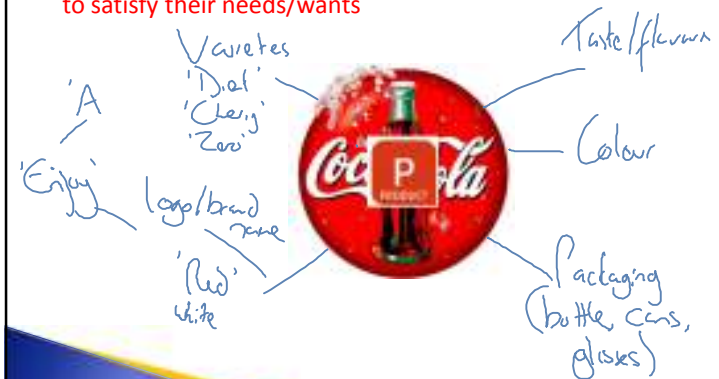 to satisfy their needs/wants
Varietes
'Diet'
'Cherry'
'Zero'
Taste/flavour
'A
'Enjoy'
Coca Cola
P
PRODUCT
Colour
logo/brand
name
'Red'
white
Packaging
(bottle, cans,
glasses)